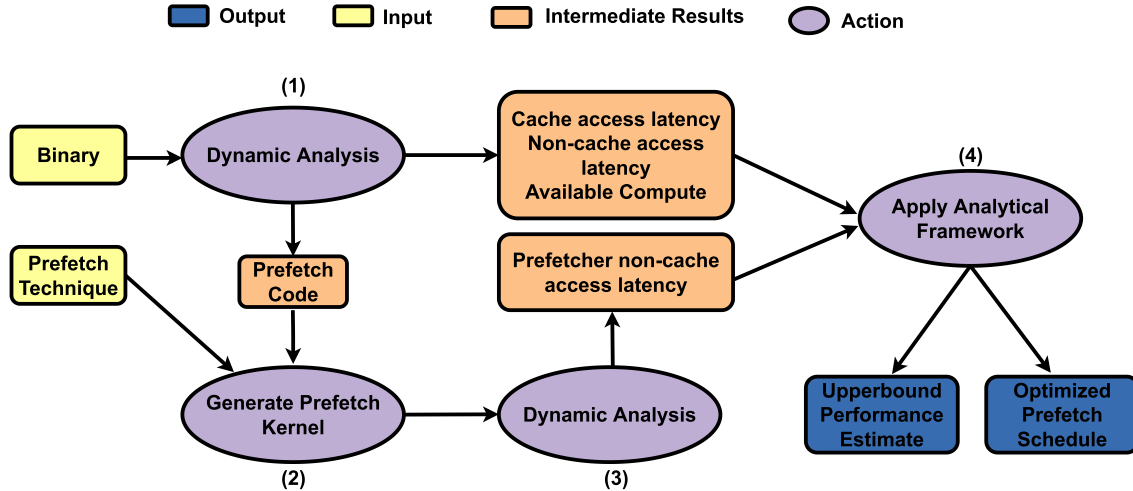 Output
Input
Intermediate Results
Action
(1)
Binary
Dynamic Analysis
Cache access latency
Non-cache access
latency
Available Compute
(4)
Apply Analytical
Framework
Prefetch
Technique
Prefetch
Code
Prefetcher non-cache
access latency
Generate Prefetch
Kernel
(2)
Dynamic Analysis
(3)
Upperbound
Performance
Estimate
Optimized
Prefetch
Schedule